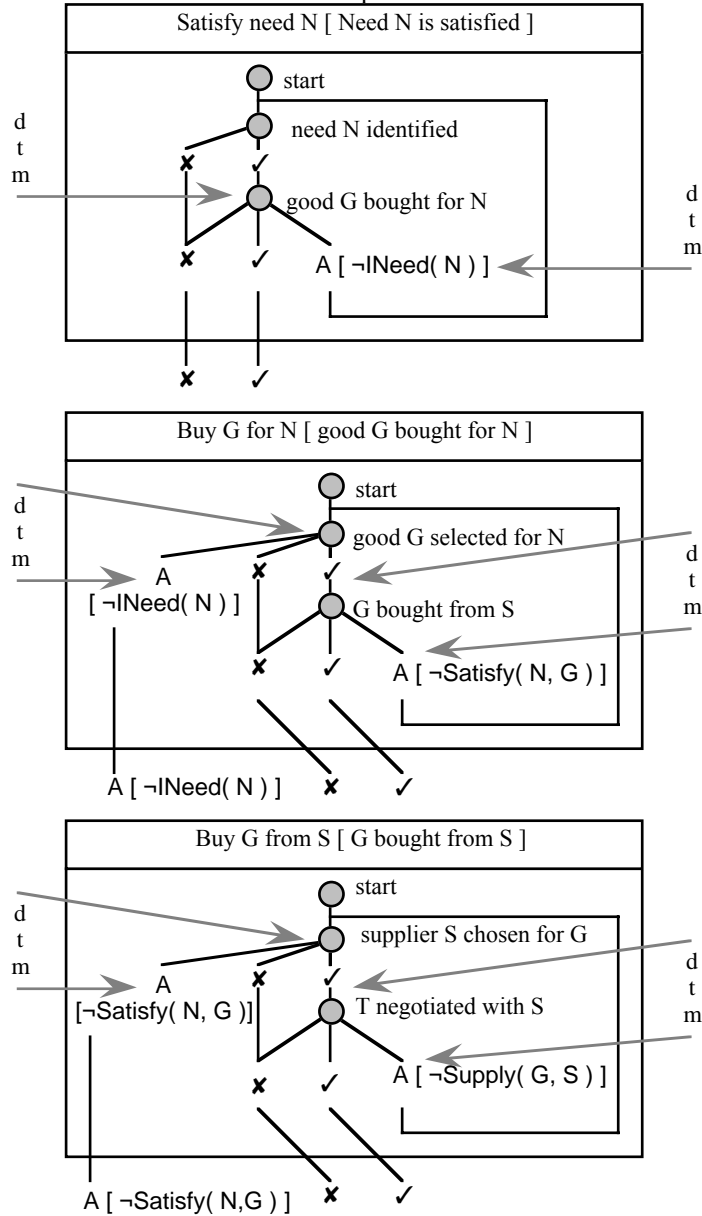 Satisfy need N [ Need N is satisfied ]
start
need N identified
✘ ✓
d
t
m
good G bought for N
d
t
m
✘ ✓ A [ ¬INeed( N ) ]
✘ ✓
Buy G for N [ good G bought for N ]
start
d
t
m
good G selected for N
d
t
m
A ✘ ✓
[ ¬INeed( N ) ]
G bought from S
✘ ✓ A [ ¬Satisfy( N, G ) ]
A [ ¬INeed( N ) ] ✘ ✓
Buy G from S [ G bought from S ]
start
d
t
m
supplier S chosen for G
d
t
m
A ✘ ✓
[¬Satisfy( N, G )]
T negotiated with S
✘ ✓ A [ ¬Supply( G, S ) ]
A [ ¬Satisfy( N,G ) ] ✘ ✓